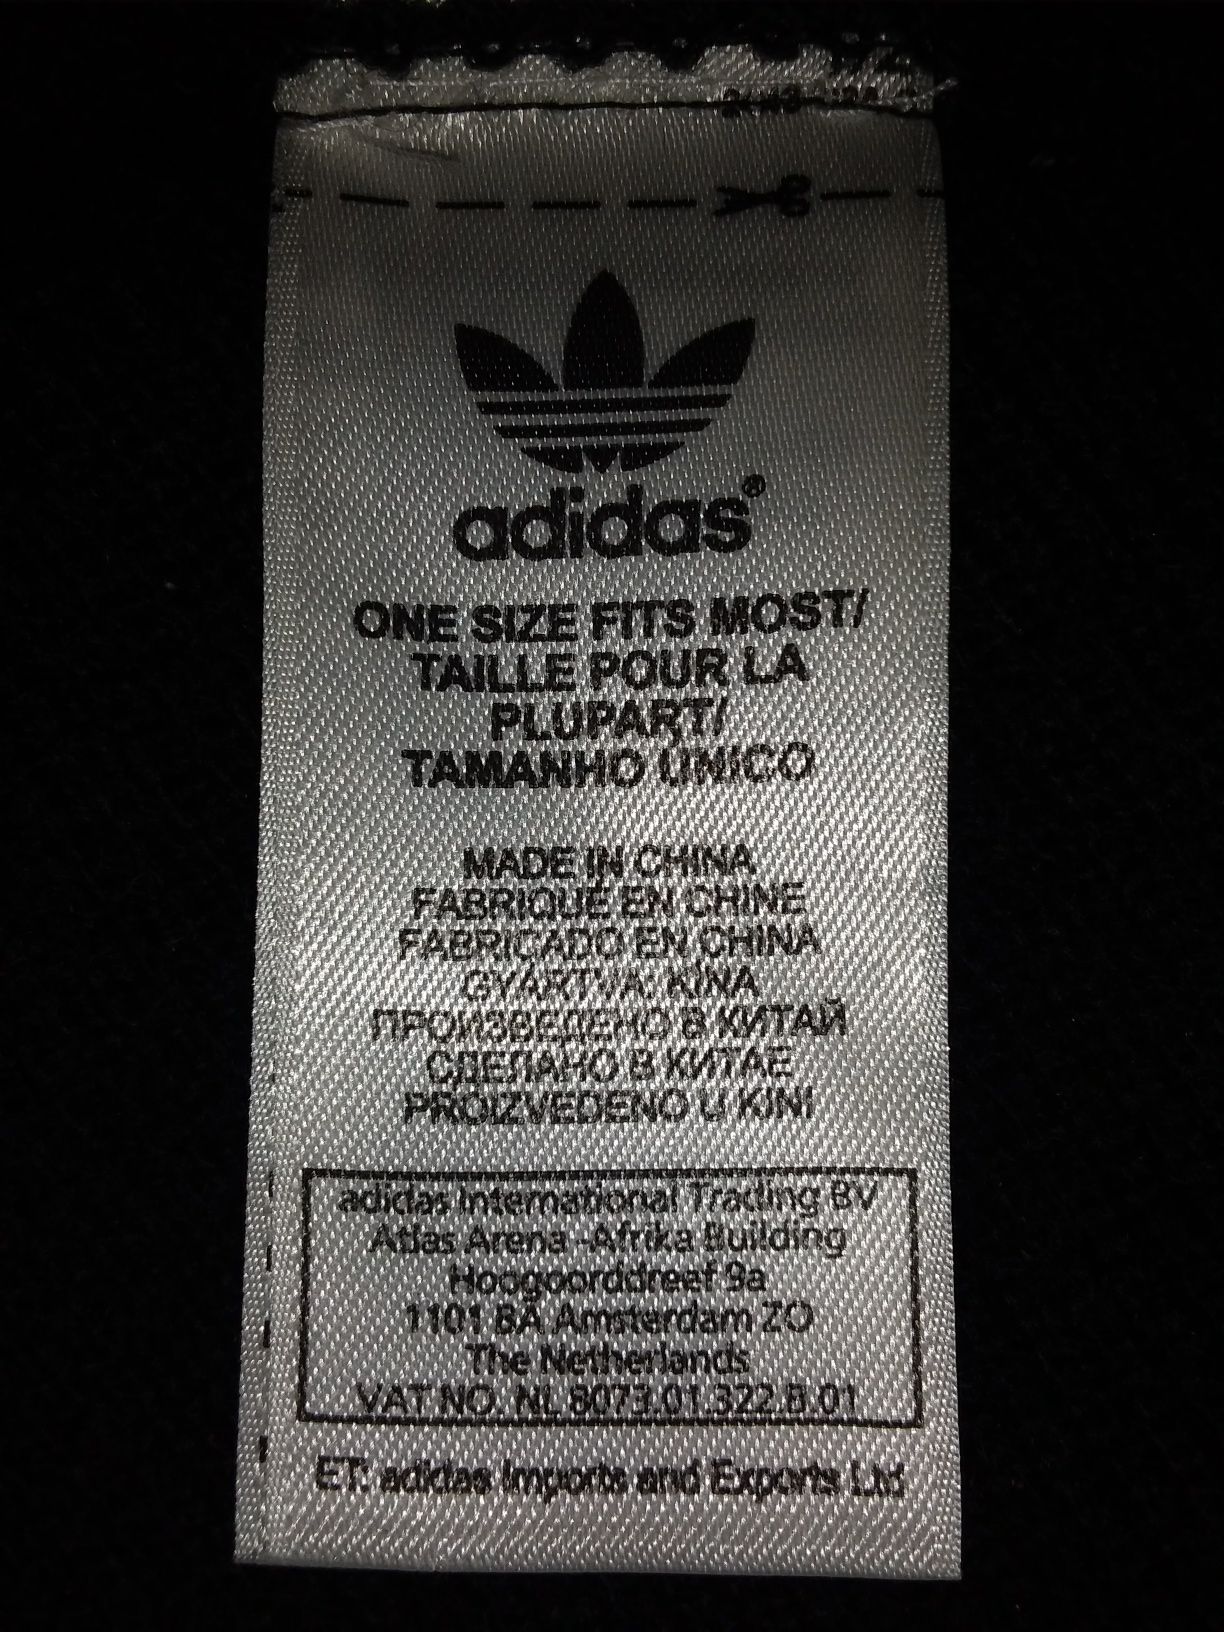 adidas®
ONE SIZE FITS MOST/
TAILLE POUR LA
PLUPART/
TAMANHO ÚNICO
MADE IN CHINA
FABRIQUÉ EN CHINE
FABRICADO EN CHINA
GYÁRTVA: KÍNA
ПРОИЗВЕДЕНО В КИТАЙ
СДЕЛАНО В КИТАЕ
PROIZVEDENO U KINI
adidas International Trading BV
Atlas Arena -Afrika Building
Hoogoorddreef 9a
1101 BA Amsterdam ZO
The Netherlands
VAT NO. NL 8073.01.322.B.01
ET: adidas Imports and Exports Ltd